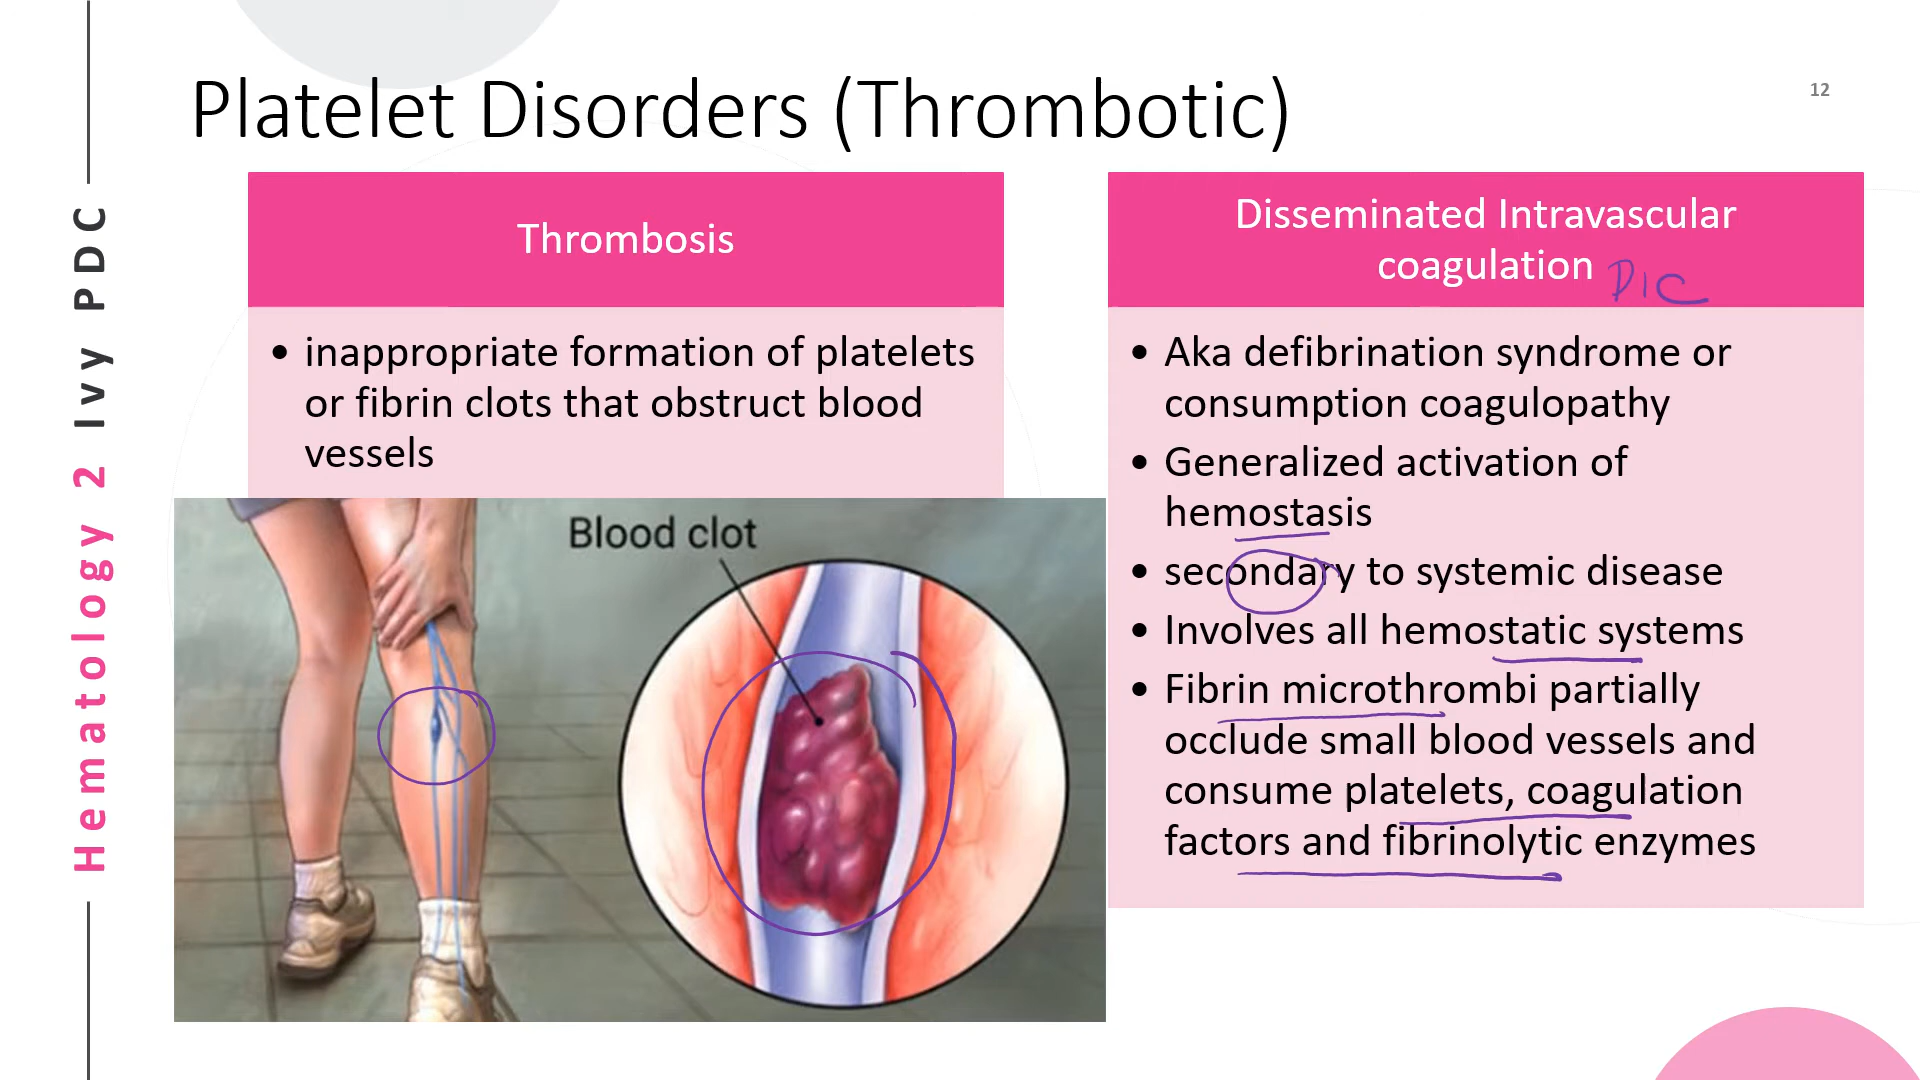 Platelet Disorders (Thrombotic)
12
Hematology 2 Ivy PDC
Thrombosis
• inappropriate formation of platelets
or fibrin clots that obstruct blood
vessels
Blood clot
Disseminated Intravascular
coagulation DIC
• Aka defibrination syndrome or
consumption coagulopathy
• Generalized activation of
hemostasis
• secondary to systemic disease
• Involves all hemostatic systems
• Fibrin microthrombi partially
occlude small blood vessels and
consume platelets, coagulation
factors and fibrinolytic enzymes